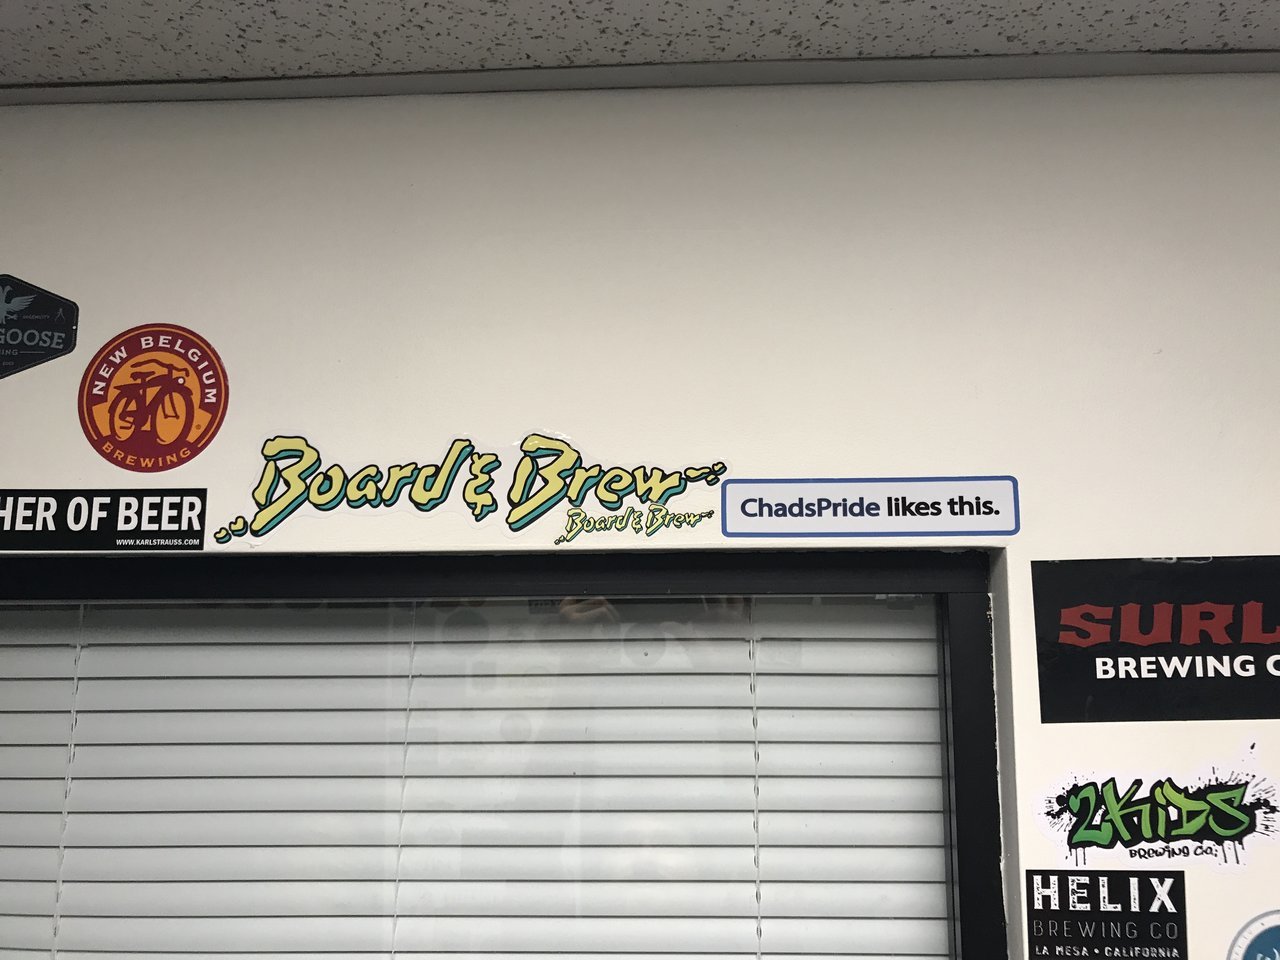 GOOSE
NEW BELGIUM
BREWING
HER OF BEER
WWW.KARLSTRAUSS.COM
Board & Brew
Board & Brew
ChadsPride likes this.
SURL
BREWING C
2KiDS
BREWING CO.
HELIX
BREWING CO
LA MESA • CALIFORNIA